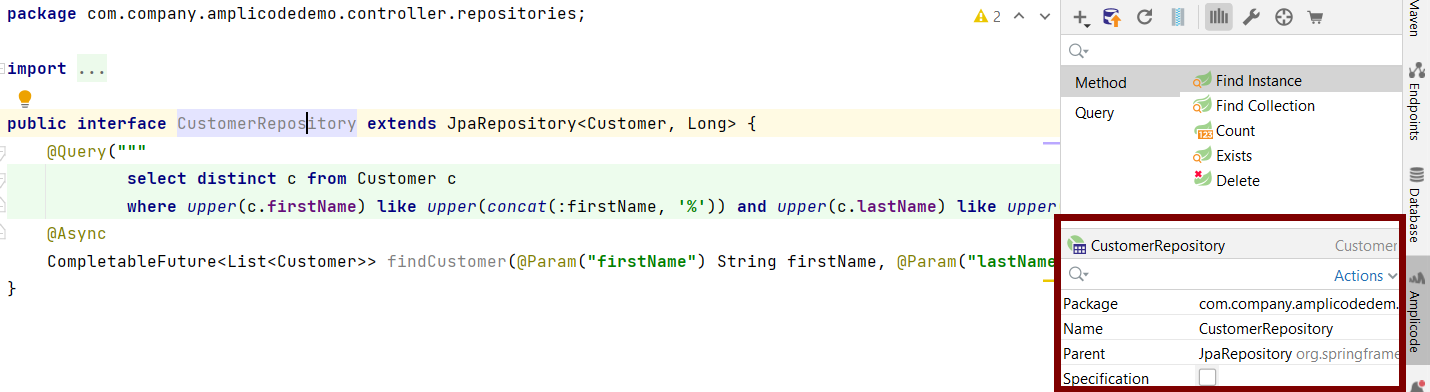 package com.company.amplicodedemo.controller.repositories;
2
import ...
public interface CustomerRepository extends JpaRepository<Customer, Long> {
@Query("""
select distinct c from Customer c
where upper(c.firstName) like upper(concat(:firstName, '%')) and upper(c.lastName) like upper
@Async
CompletableFuture<List<Customer>> findCustomer(@Param("firstName") String firstName, @Param("lastName
}
Method
Query
Find Instance
Find Collection
123
Count
Exists
Delete
CustomerRepository Customer
Actions
Package com.company.amplicodedem.
Name CustomerRepository
Parent JpaRepository org.springframe
Specification
Maven
Endpoints
Database
Amplicode